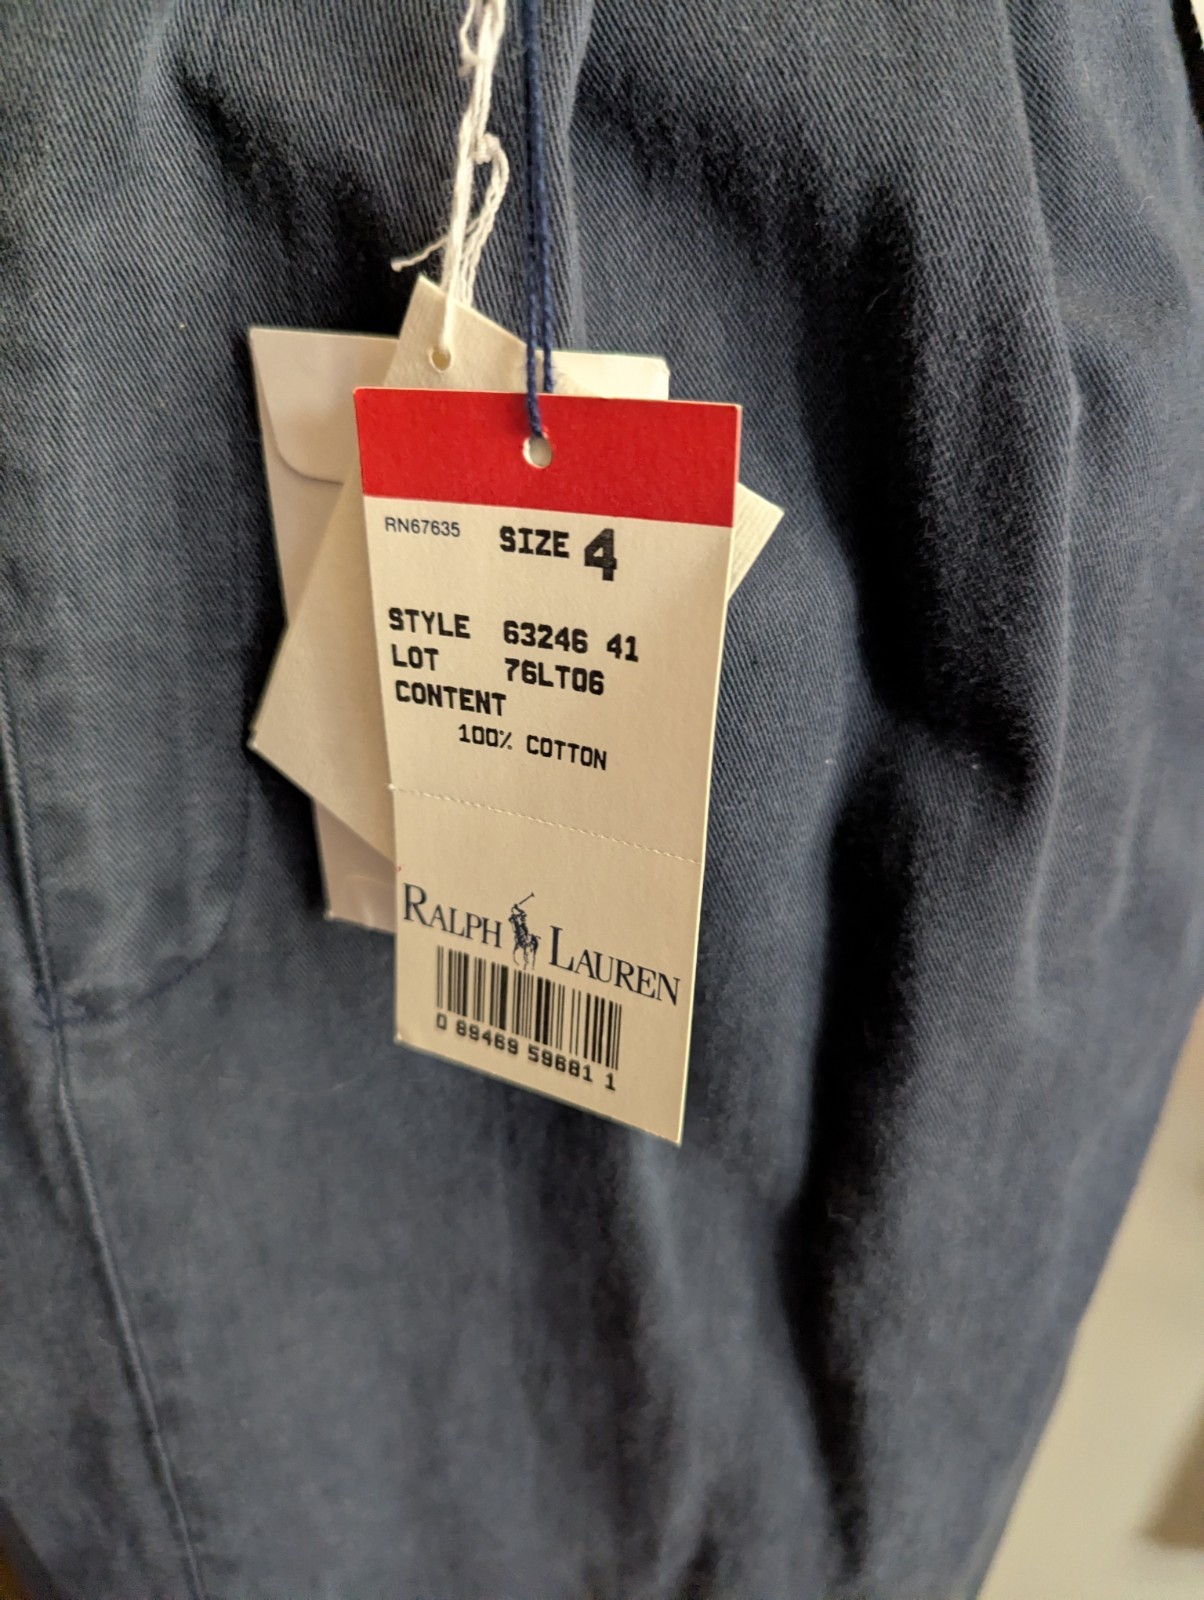 RN67635
SIZE 4
STYLE 63246 41
LOT 76LT06
CONTENT
100% COTTON
RALPH LAUREN
0 89469 59681 1